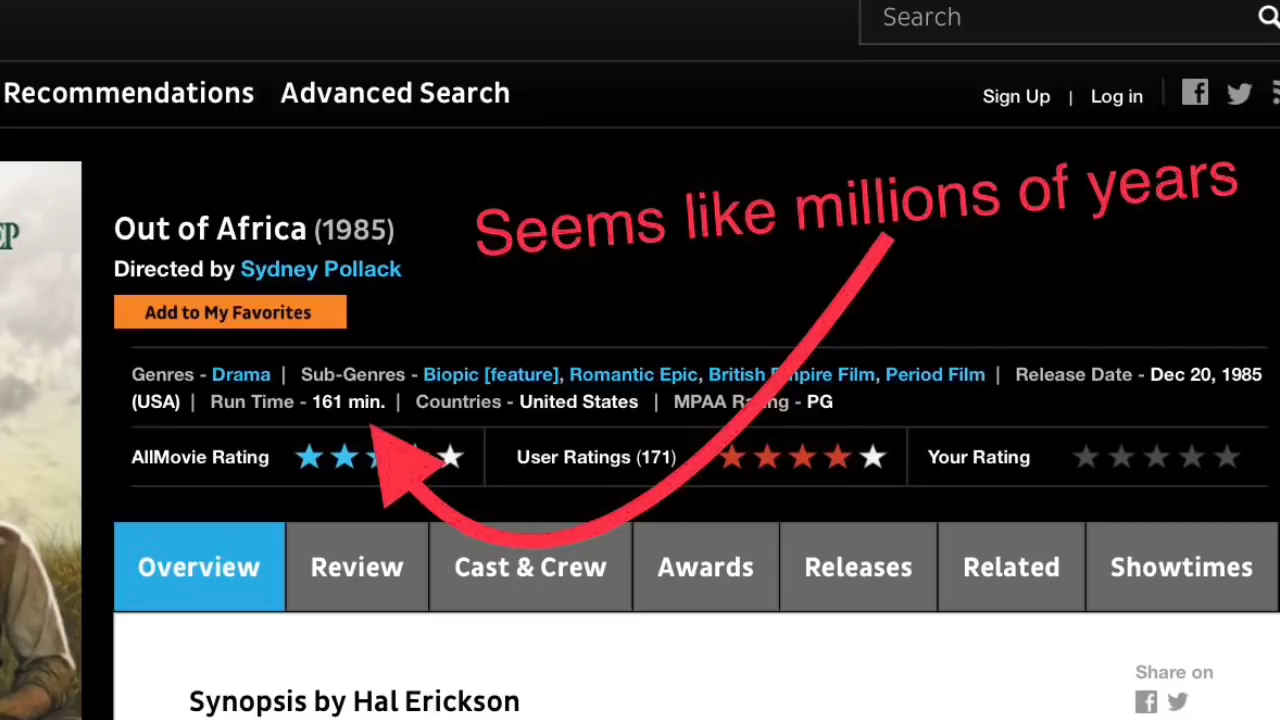 Search
Recommendations Advanced Search
Sign Up | Log in
Seems like millions of years
Out of Africa (1985)
Directed by Sydney Pollack
Add to My Favorites
Genres - Drama | Sub-Genres - Biopic [feature], Romantic Epic, British Empire Film, Period Film | Release Date - Dec 20, 1985
(USA) | Run Time - 161 min. | Countries - United States | MPAA Rating - PG
AllMovie Rating User Ratings (171) Your Rating
Overview Review Cast & Crew Awards Releases Related Showtimes
Share on
Synopsis by Hal Erickson